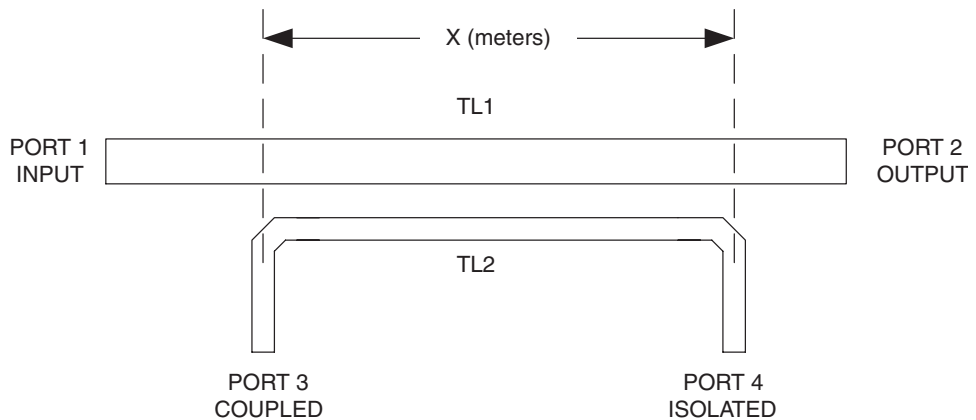 X (meters)
TL1
PORT 1
INPUT
PORT 2
OUTPUT
TL2
PORT 3
COUPLED
PORT 4
ISOLATED